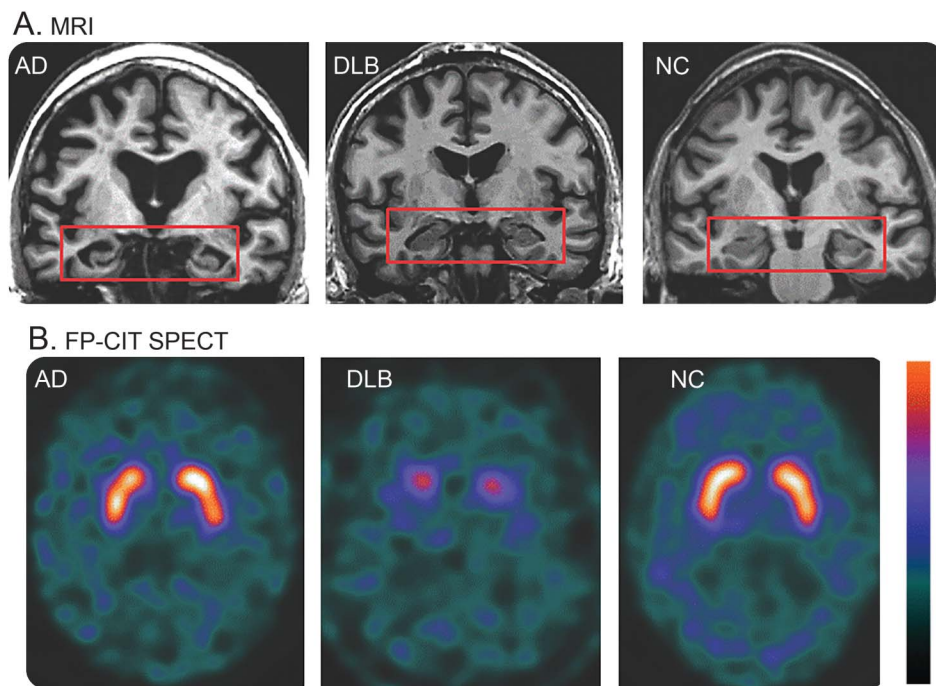 A. MRI
AD
DLB
NC
B. FP-CIT SPECT
AD
DLB
NC